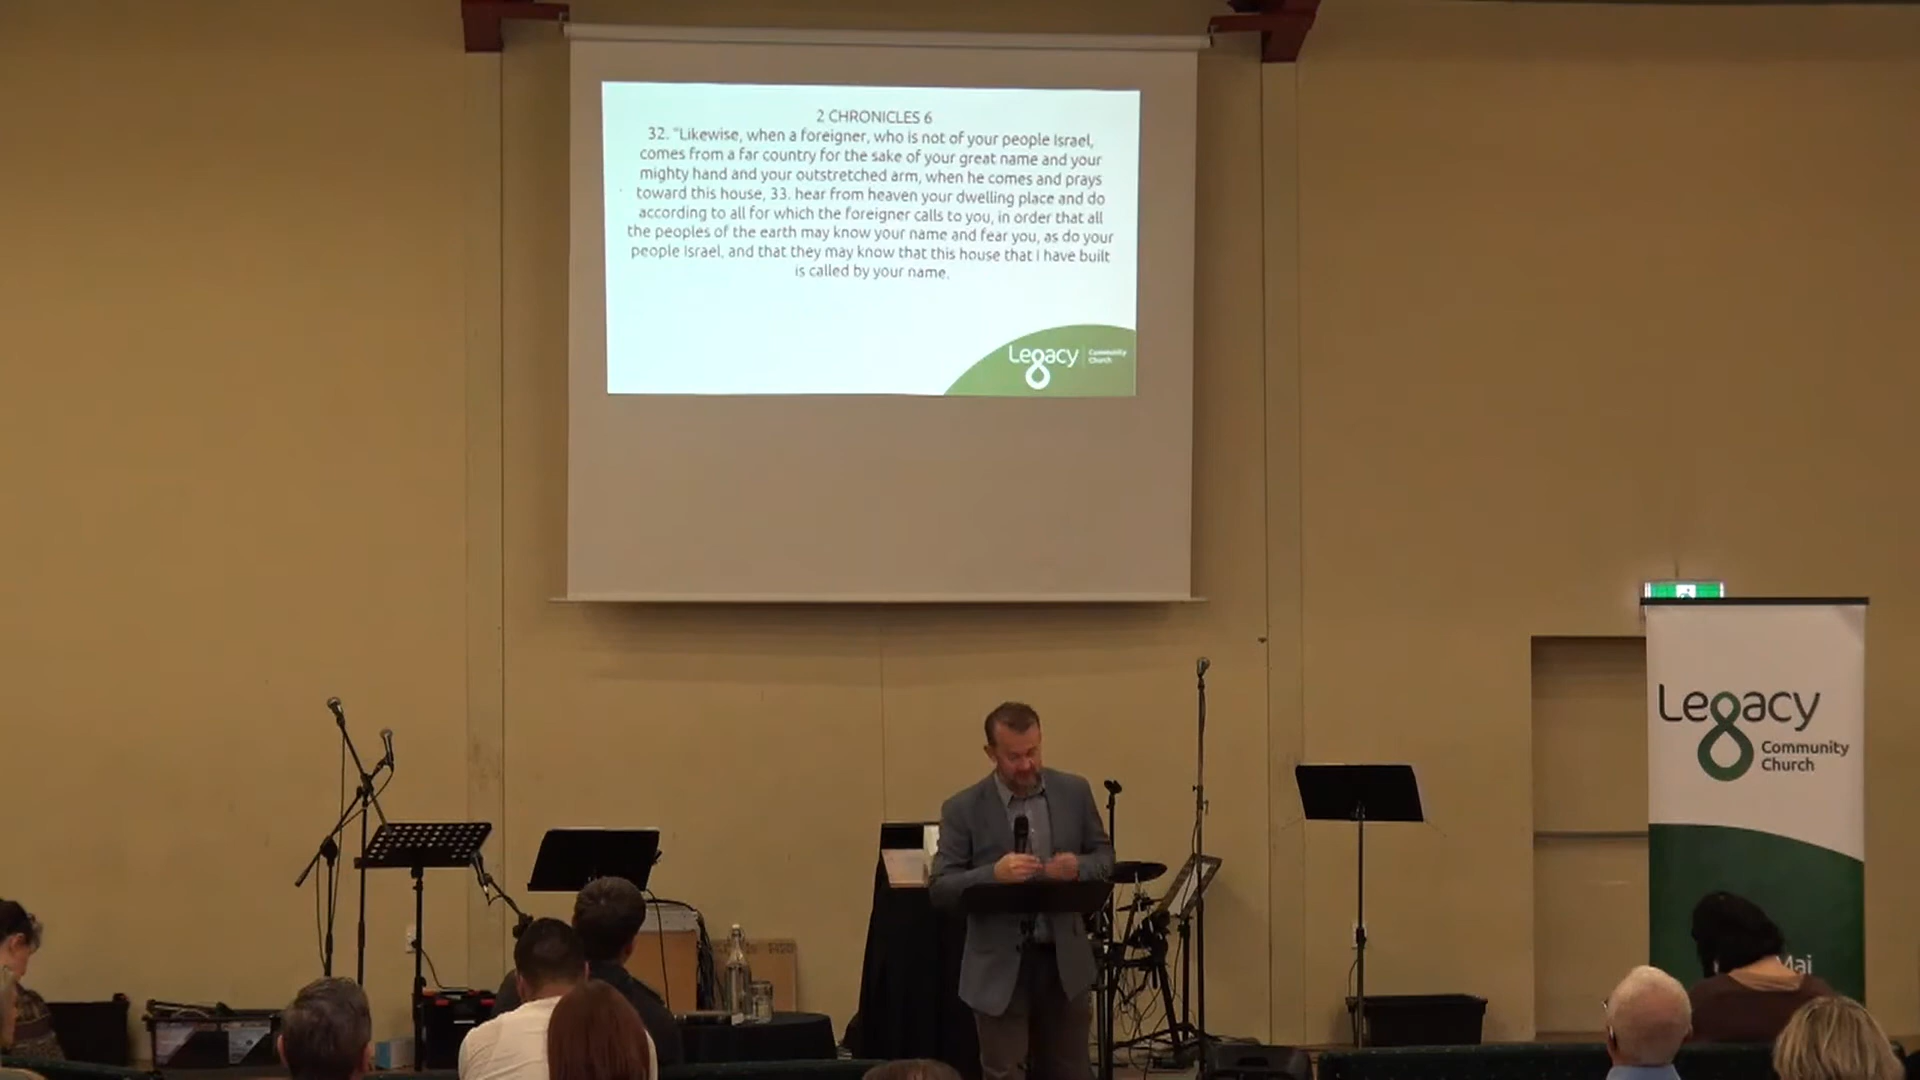 2 CHRONICLES 6
32. "Likewise, when a foreigner, who is not of your people Israel,
comes from a far country for the sake of your great name and your
mighty hand and your outstretched arm, when he comes and prays
toward this house, 33. hear from heaven your dwelling place and do
according to all for which the foreigner calls to you, in order that all
the peoples of the earth may know your name and fear you, as do your
people Israel, and that they may know that this house that I have built
is called by your name.
Legacy
Community
Church
Legacy
Community
Church
Mai